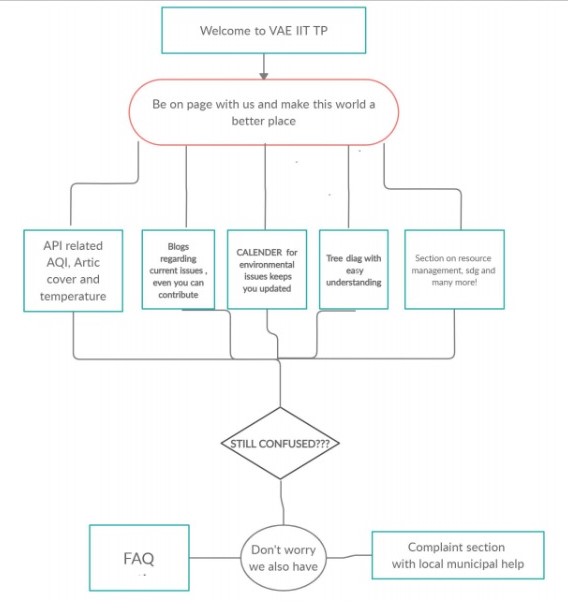 Welcome to VAE IIT TP
Be on page with us and make this world a
better place
API related
AQI, Artic
cover and
temperature
Blogs
regarding
current issues ,
even you can
contribute
CALENDER for
environmental
issues keeps
you updated
Tree diag with
easy
understanding
Section on resource
management, sdg and
many more!
STILL CONFUSED???
FAQ
Don't worry
we also have
Complaint section
with local municipal help